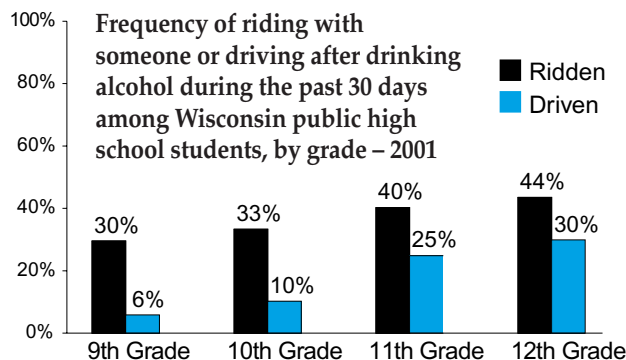 Frequency of riding with
someone or driving after drinking
alcohol during the past 30 days
among Wisconsin public high
school students, by grade – 2001
Ridden
Driven
100%
80%
60%
40%
20%
0%
30%
6%
33%
10%
40%
25%
44%
30%
9th Grade
10th Grade
11th Grade
12th Grade